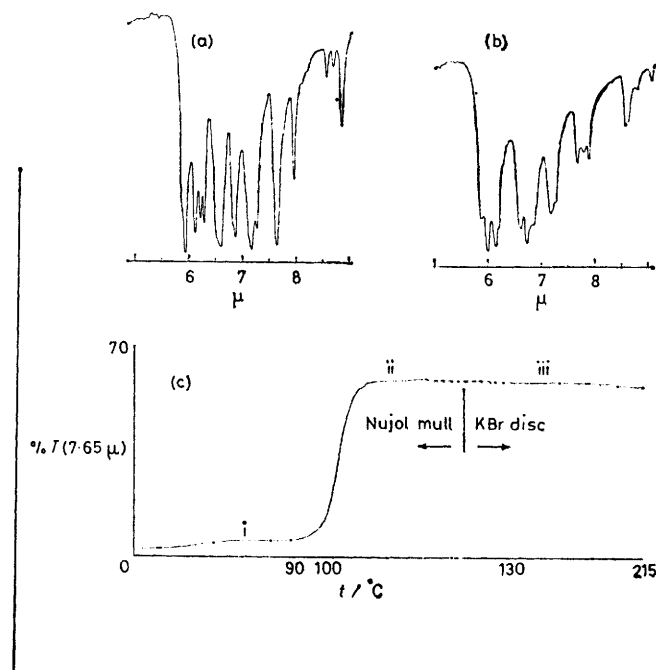 (a)
(b)
6 7 8
μ
6 7 8
μ
70
(c)
ii
iii
Nujol mull
KBr disc
% T (7·65 μ)
i
0
90
100
130
215
t / °C